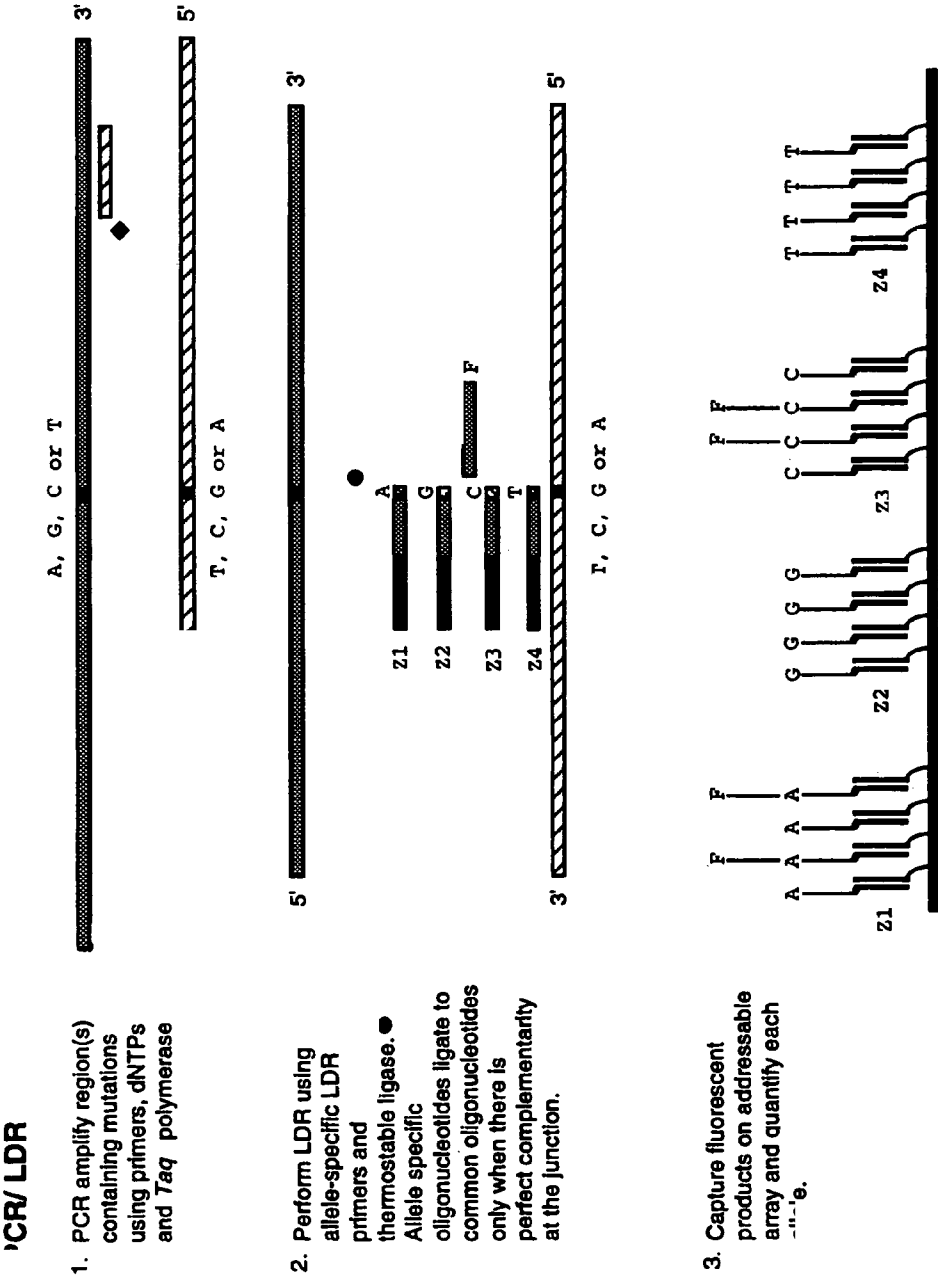 PCR/ LDR
1. PCR amplify region(s)
containing mutations
using primers, dNTPs
and Taq polymerase
A, G, C or T
3'
5'
T, C, G or A
2. Perform LDR using
allele-specific LDR
primers and
thermostable ligase.
Allele specific
oligonucleotides ligate to
common oligonucleotides
only when there is
perfect complementarity
at the junction.
5' 3'
Z1 A
Z2 G
F
Z3 C
Z4 T
3' 5'
T, C, G or A
3. Capture fluorescent
products on addressable
array and quantify each
F F F F
A A A A G G G G C C C C T T T T
Z1 Z2 Z3 Z4